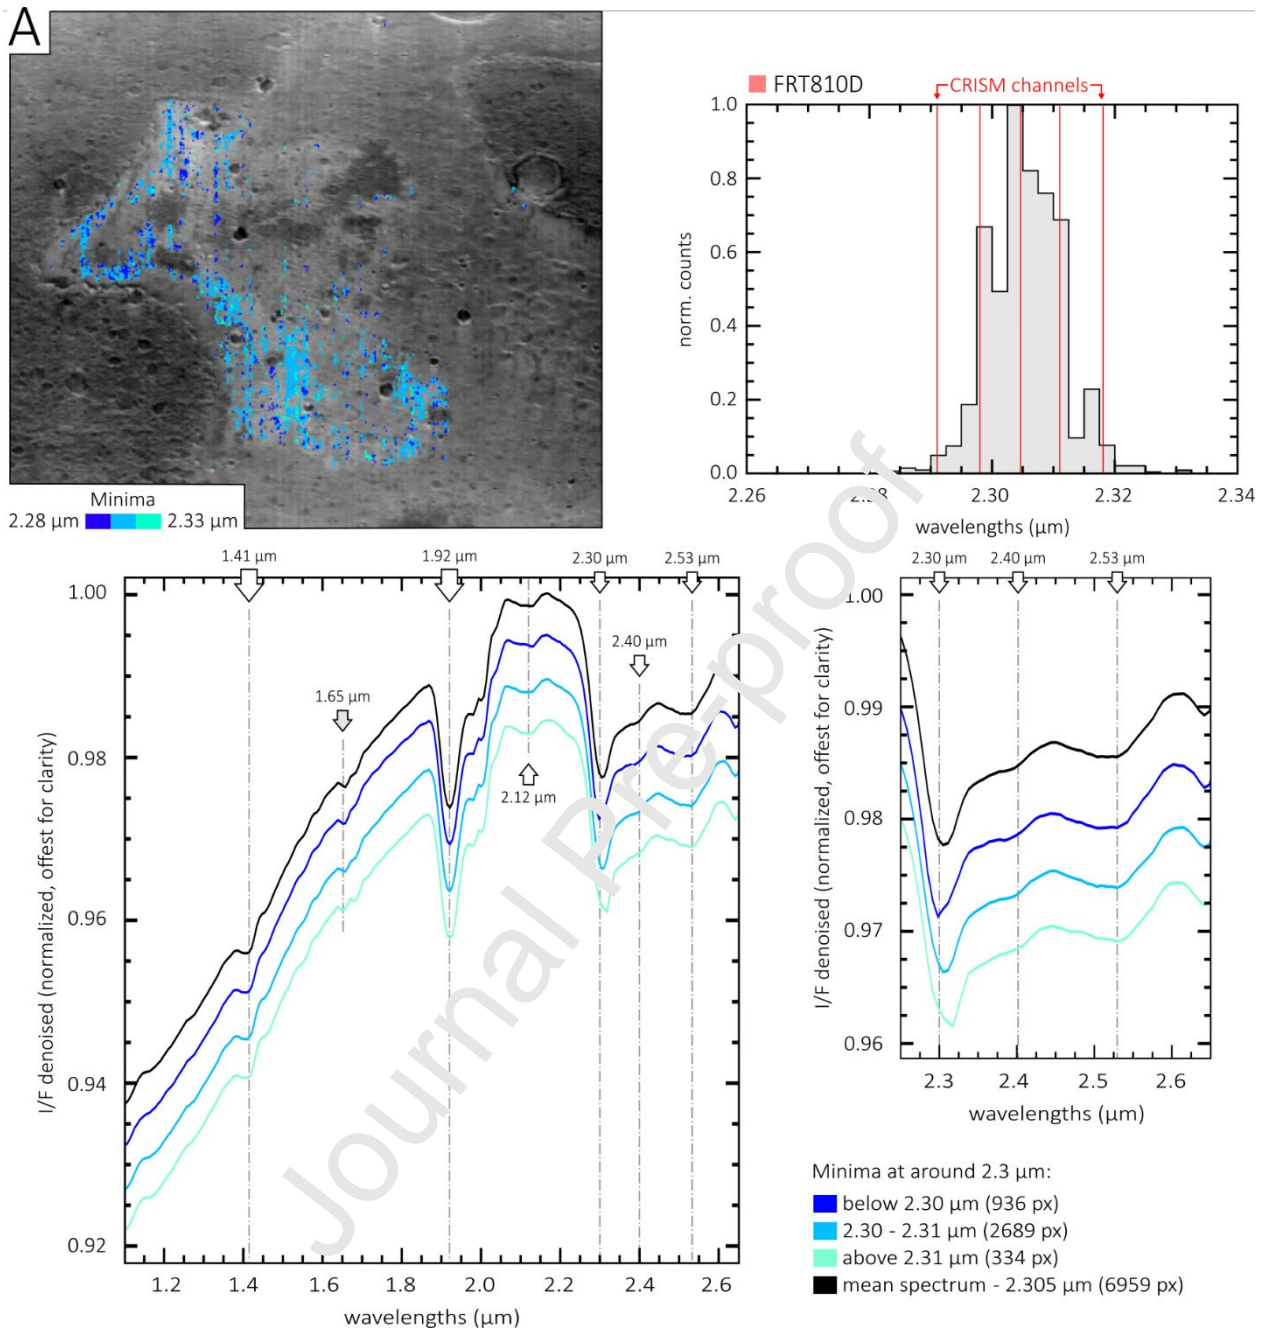 A
Minima
2.28 µm 2.33 µm
FRT810D
CRISM channels
norm. counts
1.0
0.8
0.6
0.4
0.2
0.0
2.26 2.28 2.30 2.32 2.34
wavelengths (µm)
1.41 µm 1.92 µm 2.30 µm 2.53 µm
1.65 µm
2.40 µm
2.12 µm
I/F denoised (normalized, offest for clarity)
1.00
0.98
0.96
0.94
0.92
1.2 1.4 1.6 1.8 2.0 2.2 2.4 2.6
wavelengths (µm)
2.30 µm 2.40 µm 2.53 µm
I/F denoised (normalized, offest for clarity)
1.00
0.99
0.98
0.97
0.96
2.3 2.4 2.5 2.6
wavelengths (µm)
Minima at around 2.3 µm:
below 2.30 µm (936 px)
2.30 - 2.31 µm (2689 px)
above 2.31 µm (334 px)
mean spectrum - 2.305 µm (6959 px)
Journal Pre-proof